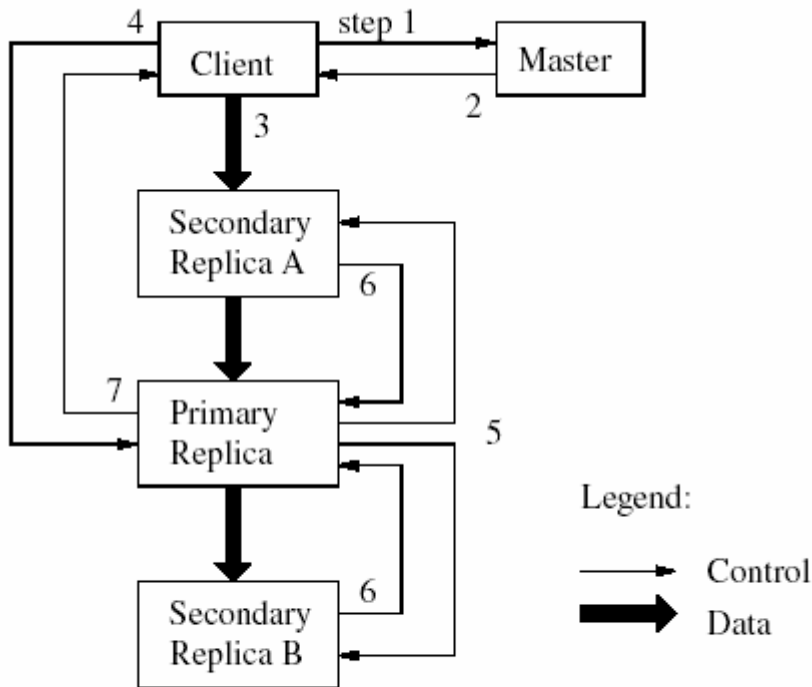 4
step 1
Client
Master
2
3
Secondary
Replica A
6
7
Primary
Replica
5
Legend:
6
Control
Secondary
Replica B
Data